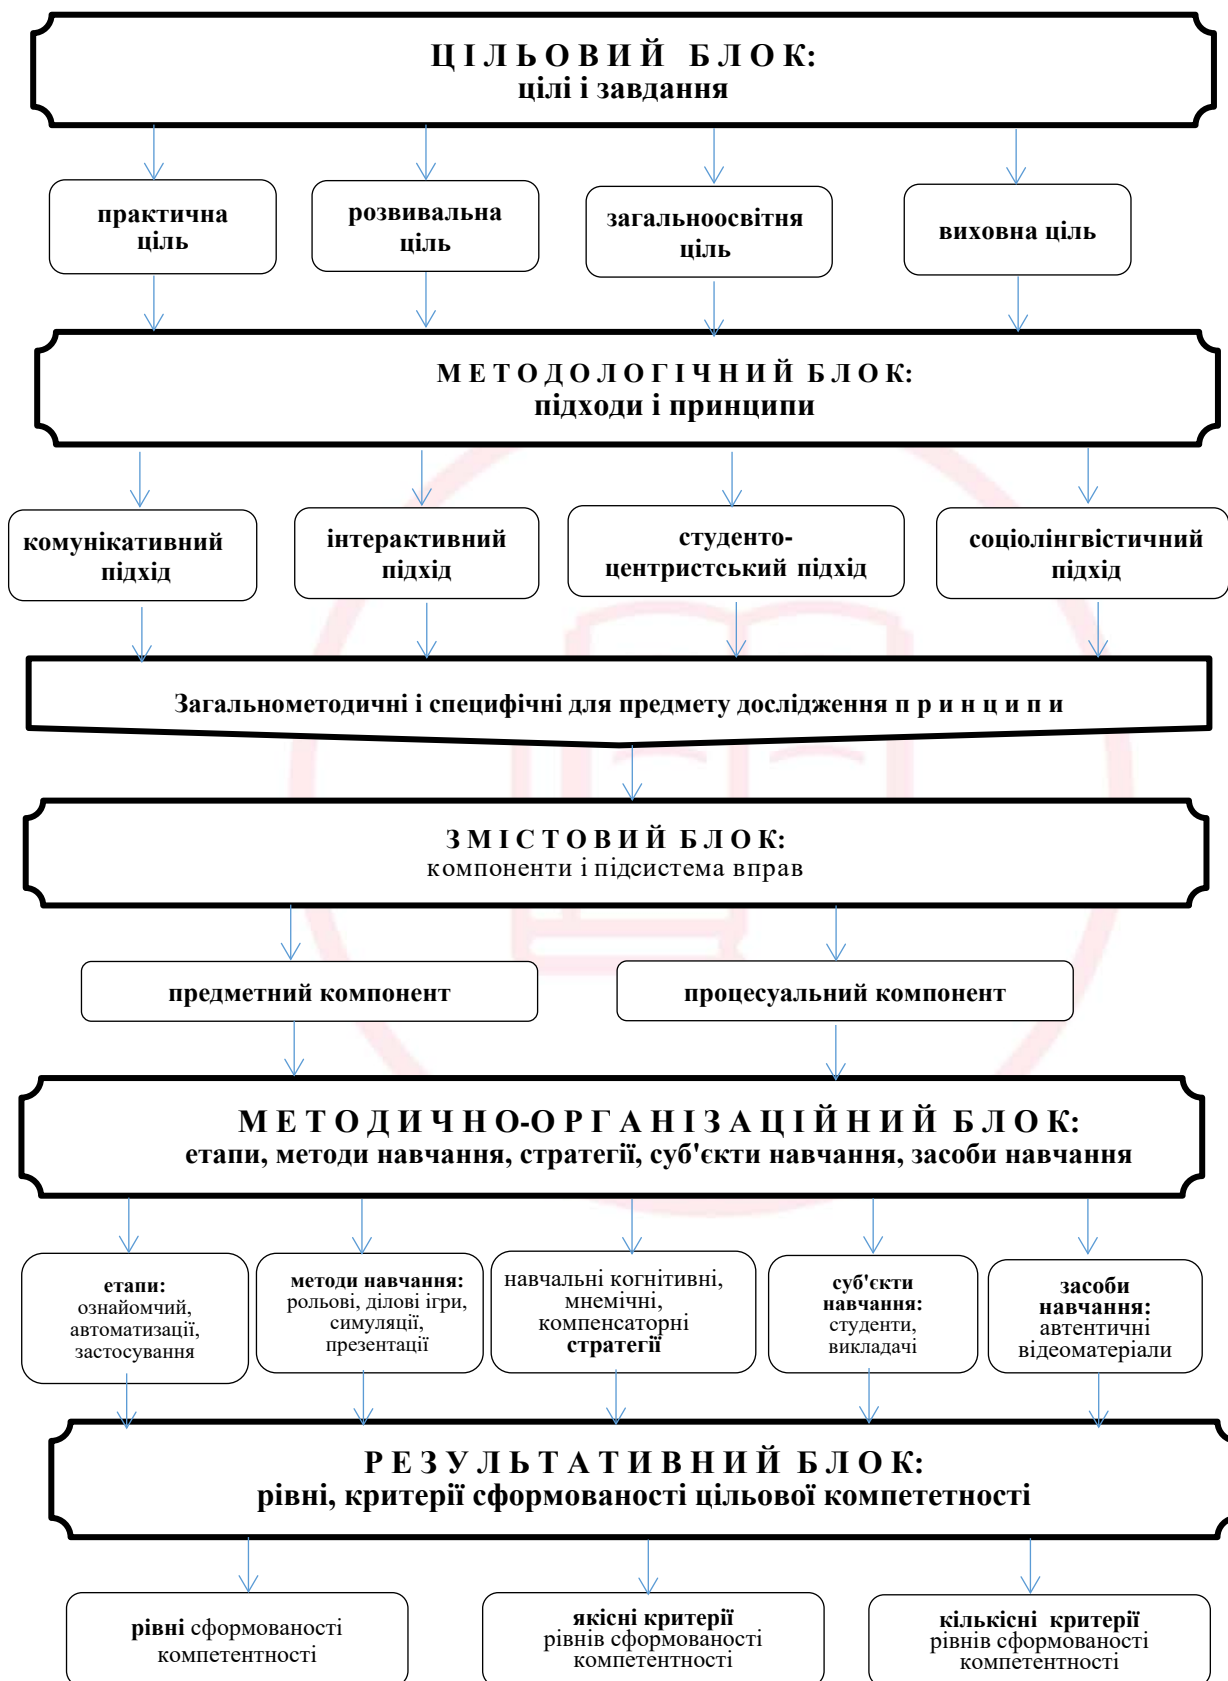 Ц І Л Ь О В И Й Б Л О К:
цілі і завдання
практична
ціль
розвивальна
ціль
загальноосвітня
ціль
виховна ціль
М Е Т О Д О Л О Г І Ч Н И Й Б Л О К:
підходи і принципи
комунікативний
підхід
інтерактивний
підхід
студенто-
центристський підхід
соціолінгвістичний
підхід
Загальнометодичні і специфічні для предмету дослідження п р и н ц и п и
З М І С Т О В И Й Б Л О К:
компоненти і підсистема вправ
предметний компонент
процесуальний компонент
М Е Т О Д И Ч Н О-О Р Г А Н І З А Ц І Й Н И Й Б Л О К:
етапи, методи навчання, стратегії, суб'єкти навчання, засоби навчання
етапи:
ознайомчий,
автоматизації,
застосування
методи навчання:
рольові, ділові ігри,
симуляції,
презентації
навчальні когнітивні,
мнемічні,
компенсаторні
стратегії
суб'єкти
навчання:
студенти,
викладачі
засоби
навчання:
автентичні
відеоматеріали
Р Е З У Л Ь Т А Т И В Н И Й Б Л О К:
рівні, критерії сформованості цільової компететності
рівні сформованості
компетентності
якісні критерії
рівнів сформованості
компетентності
кількісні критерії
рівнів сформованості
компетентності